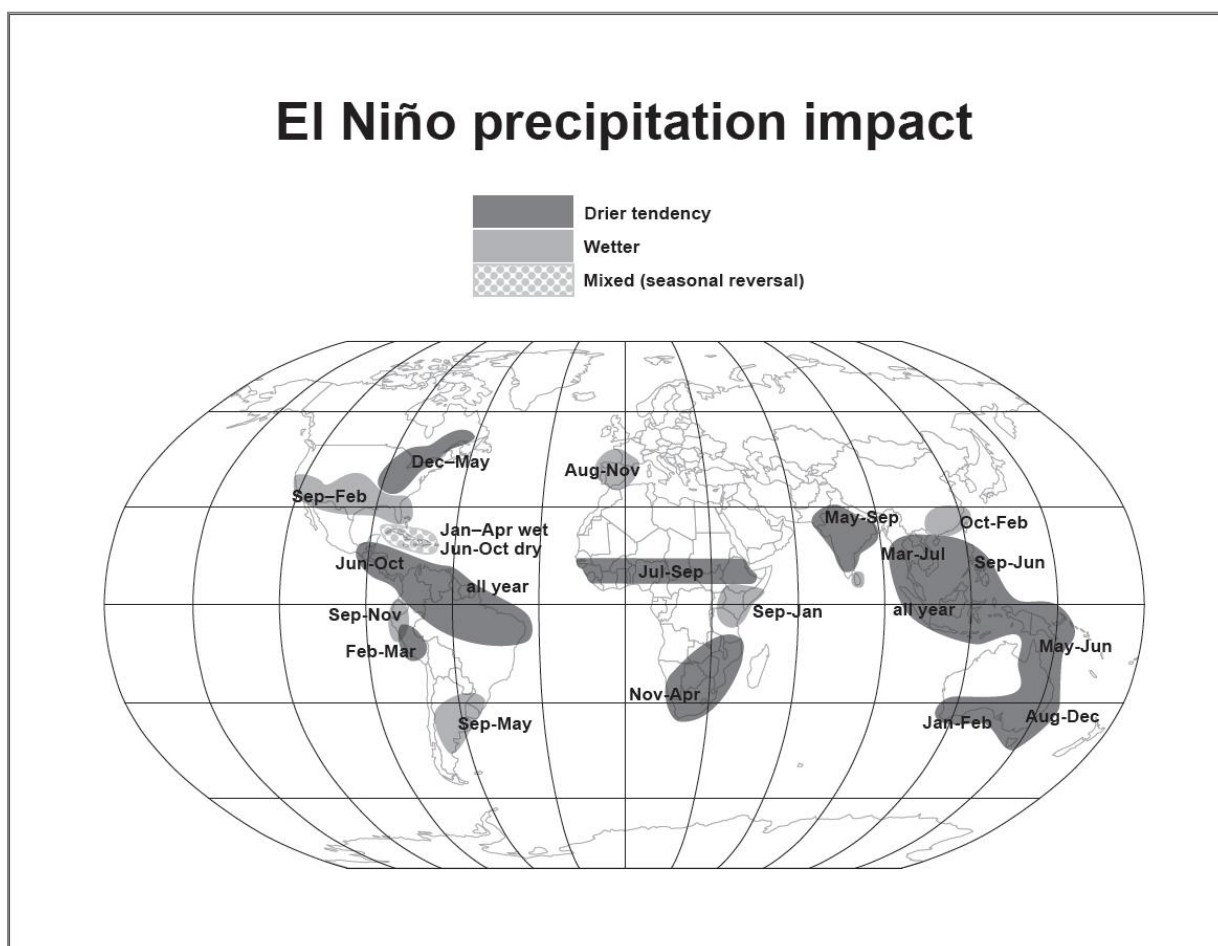 El Niño precipitation impact
Drier tendency
Wetter
Mixed (seasonal reversal)
Dec–May
Aug-Nov
Sep–Feb
May-Sep
Oct-Feb
Jan–Apr wet
Jun-Oct dry
Mar-Jul
Sep-Jun
Jun-Oct
Jul-Sep
all year
all year
Sep-Nov
Sep-Jan
Feb-Mar
May-Jun
Nov-Apr
Sep-May
Jan-Feb
Aug-Dec